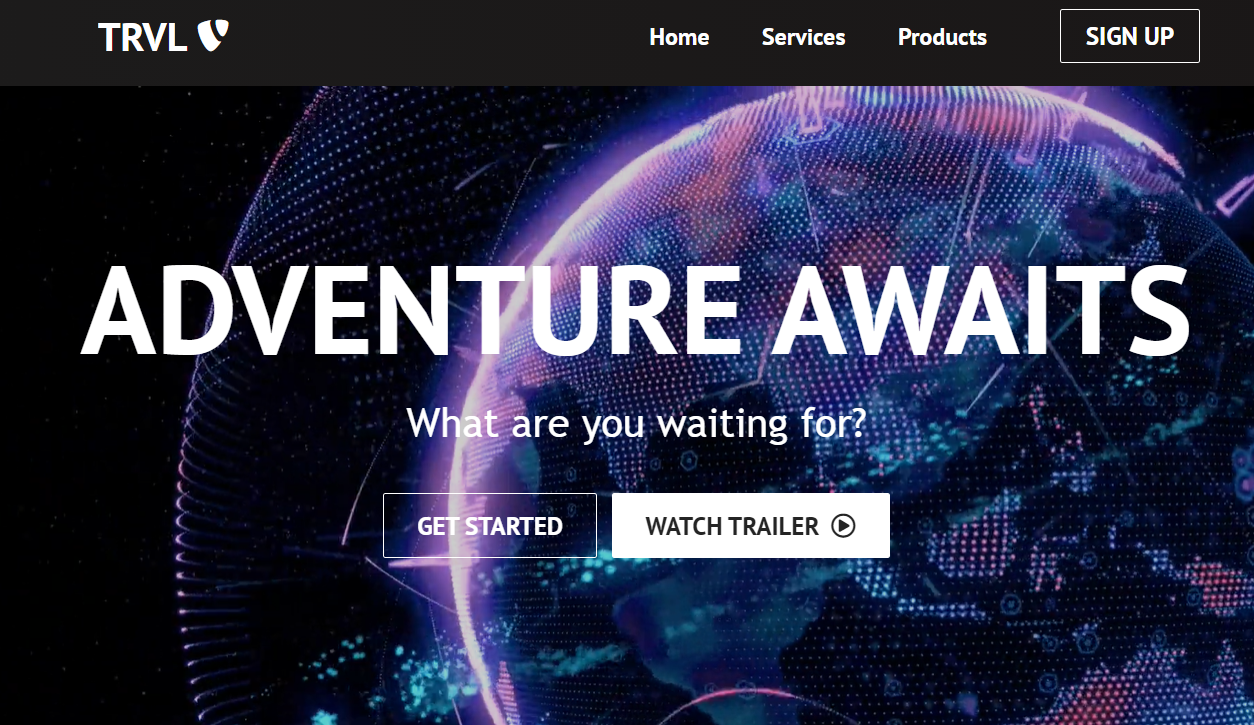 TRVL
Home Services Products SIGN UP
ADVENTURE AWAITS
What are you waiting for?
GET STARTED WATCH TRAILER